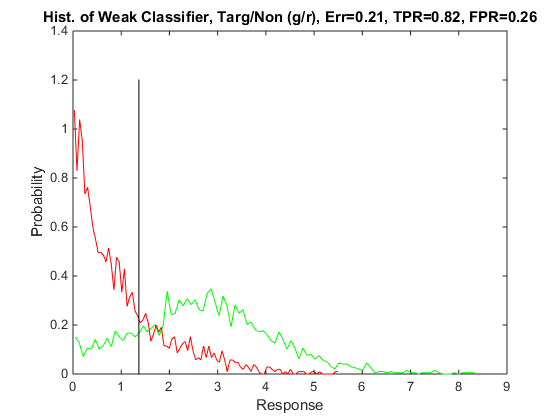 Hist. of Weak Classifier, Targ/Non (g/r), Err=0.21, TPR=0.82, FPR=0.26
1.4
1.2
1
0.8
0.6
0.4
0.2
0
Probability
0 1 2 3 4 5 6 7 8 9
Response